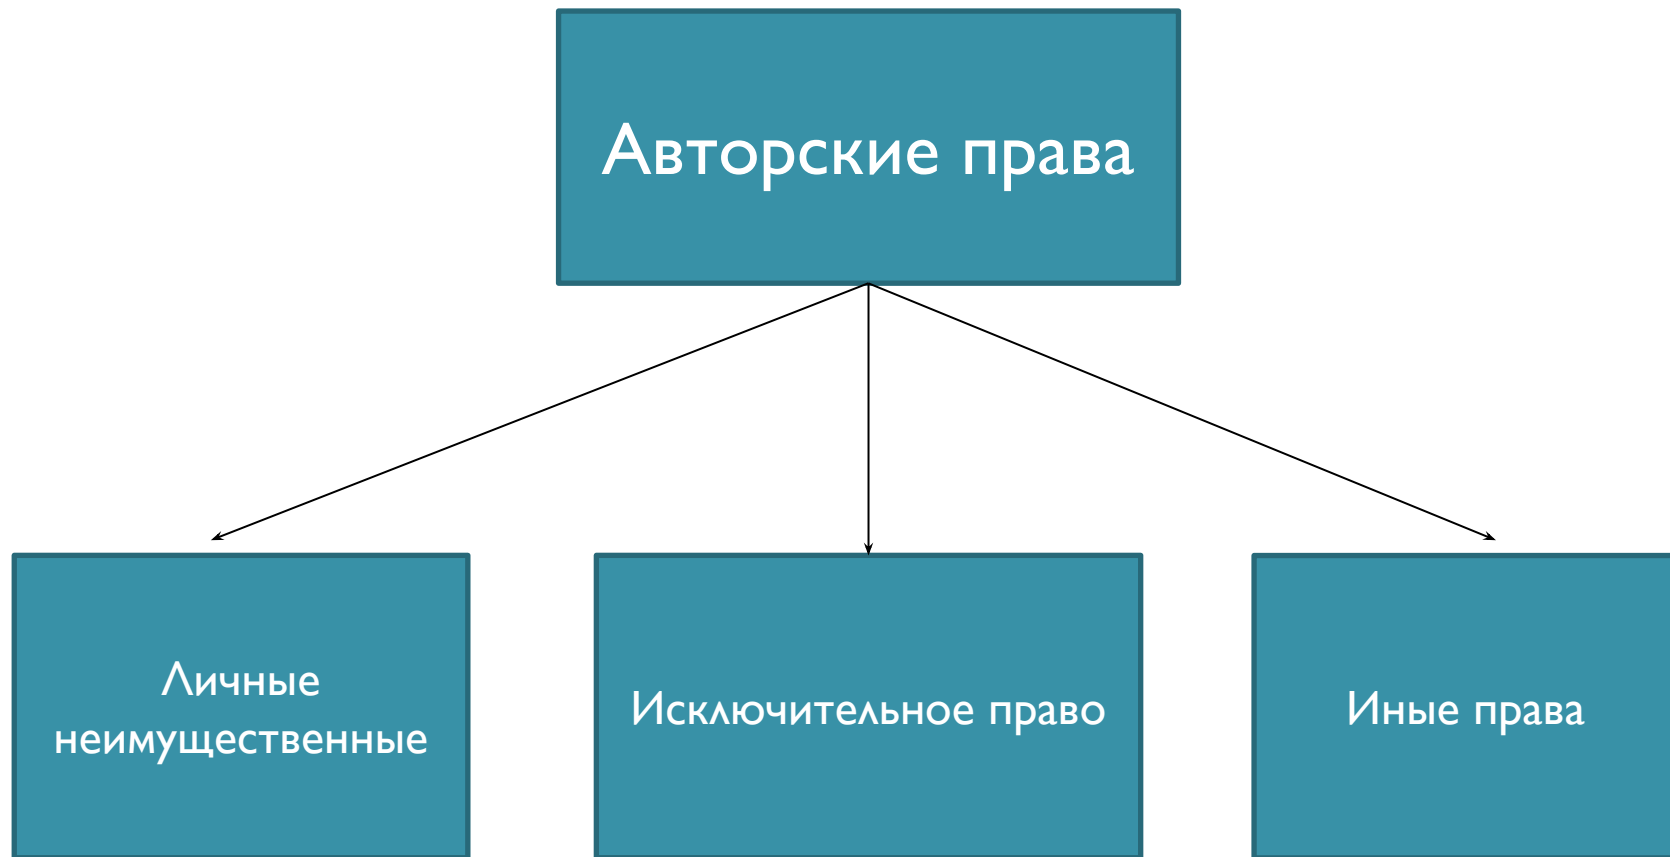 Авторские права
Личные
неимущественные
Исключительное право
Иные права